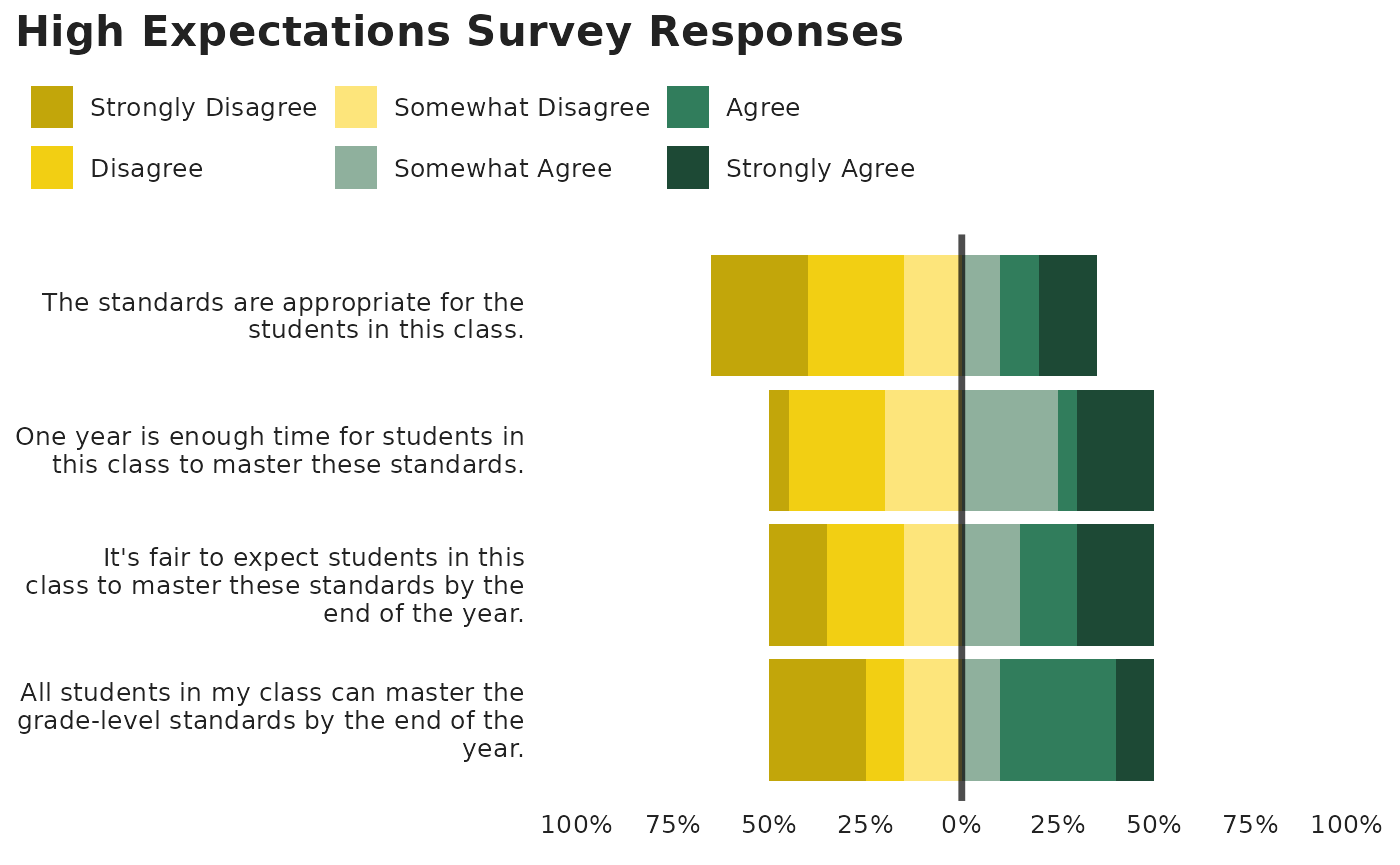 High Expectations Survey Responses
Strongly Disagree
Somewhat Disagree
Agree
Disagree
Somewhat Agree
Strongly Agree
The standards are appropriate for the
students in this class.
One year is enough time for students in
this class to master these standards.
It's fair to expect students in this
class to master these standards by the
end of the year.
All students in my class can master the
grade-level standards by the end of the
year.
100% 75% 50% 25% 0% 25% 50% 75% 100%